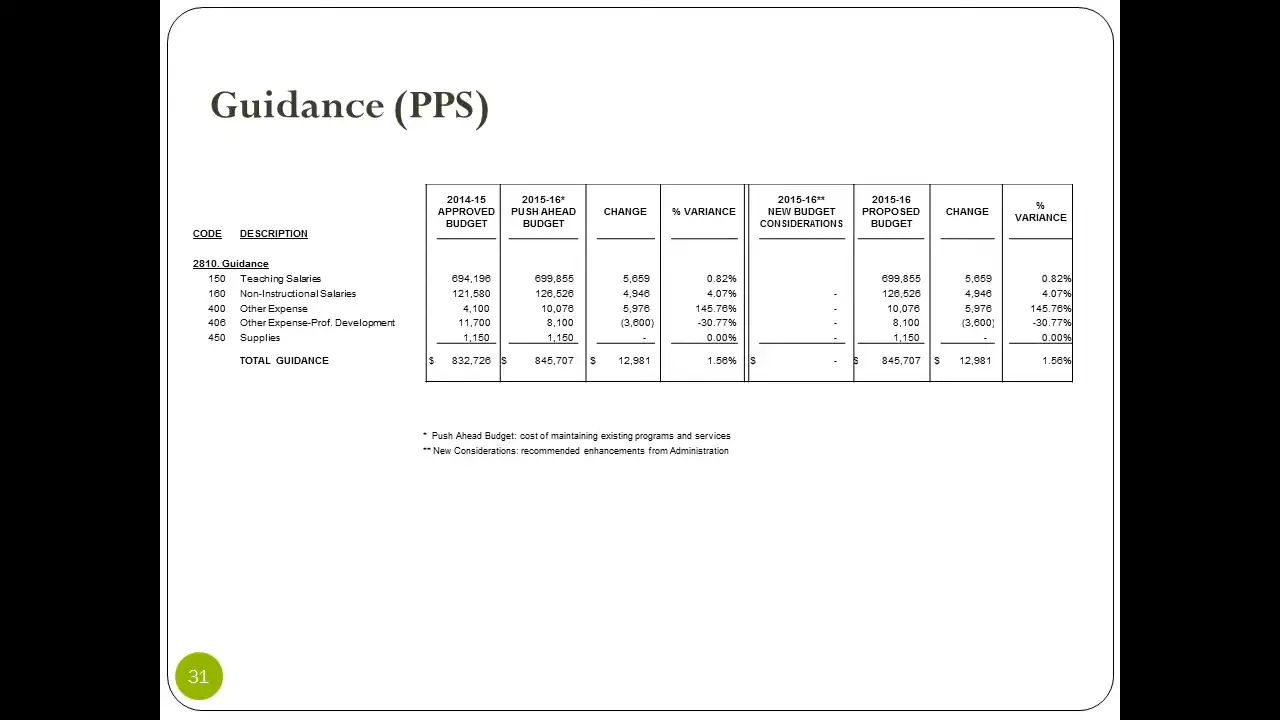 Guidance (PPS)
2014-15 2015-16* 2015-16** 2015-16
APPROVED PUSH AHEAD CHANGE % VARIANCE NEW BUDGET PROPOSED CHANGE % VARIANCE
BUDGET BUDGET CONSIDERATIONS BUDGET
CODE DESCRIPTION
2810. Guidance
150 Teaching Salaries 694,196 699,855 5,659 0.82% 699,855 5,659 0.82%
160 Non-Instructional Salaries 121,580 126,526 4,946 4.07% - 126,526 4,946 4.07%
400 Other Expense 4,100 10,076 5,976 145.76% - 10,076 5,976 145.76%
406 Other Expense-Prof. Development 11,700 8,100 (3,600) -30.77% - 8,100 (3,600) -30.77%
450 Supplies 1,150 1,150 - 0.00% - 1,150 - 0.00%
TOTAL GUIDANCE $ 832,726 $ 845,707 $ 12,981 1.56% $ - $ 845,707 $ 12,981 1.56%
* Push Ahead Budget: cost of maintaining existing programs and services
** New Considerations: recommended enhancements from Administration
31